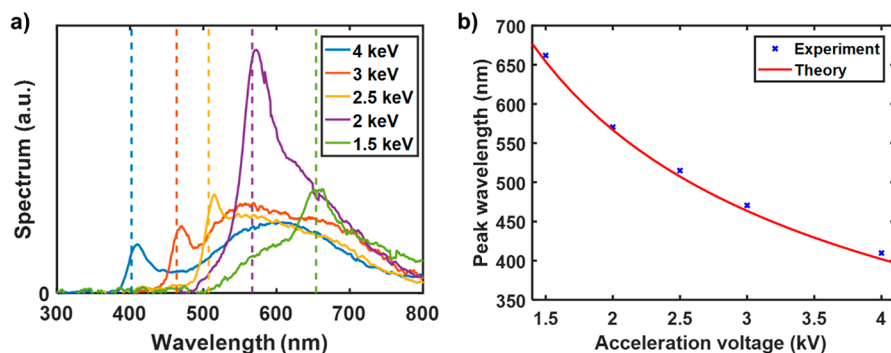 a)
Spectrum (a.u.)
0
300 400 500 600 700 800
Wavelength (nm)
4 keV
3 keV
2.5 keV
2 keV
1.5 keV
b)
Peak wavelength (nm)
700
650
600
550
500
450
400
350
1.5 2 2.5 3 3.5 4
Acceleration voltage (kV)
Experiment
Theory